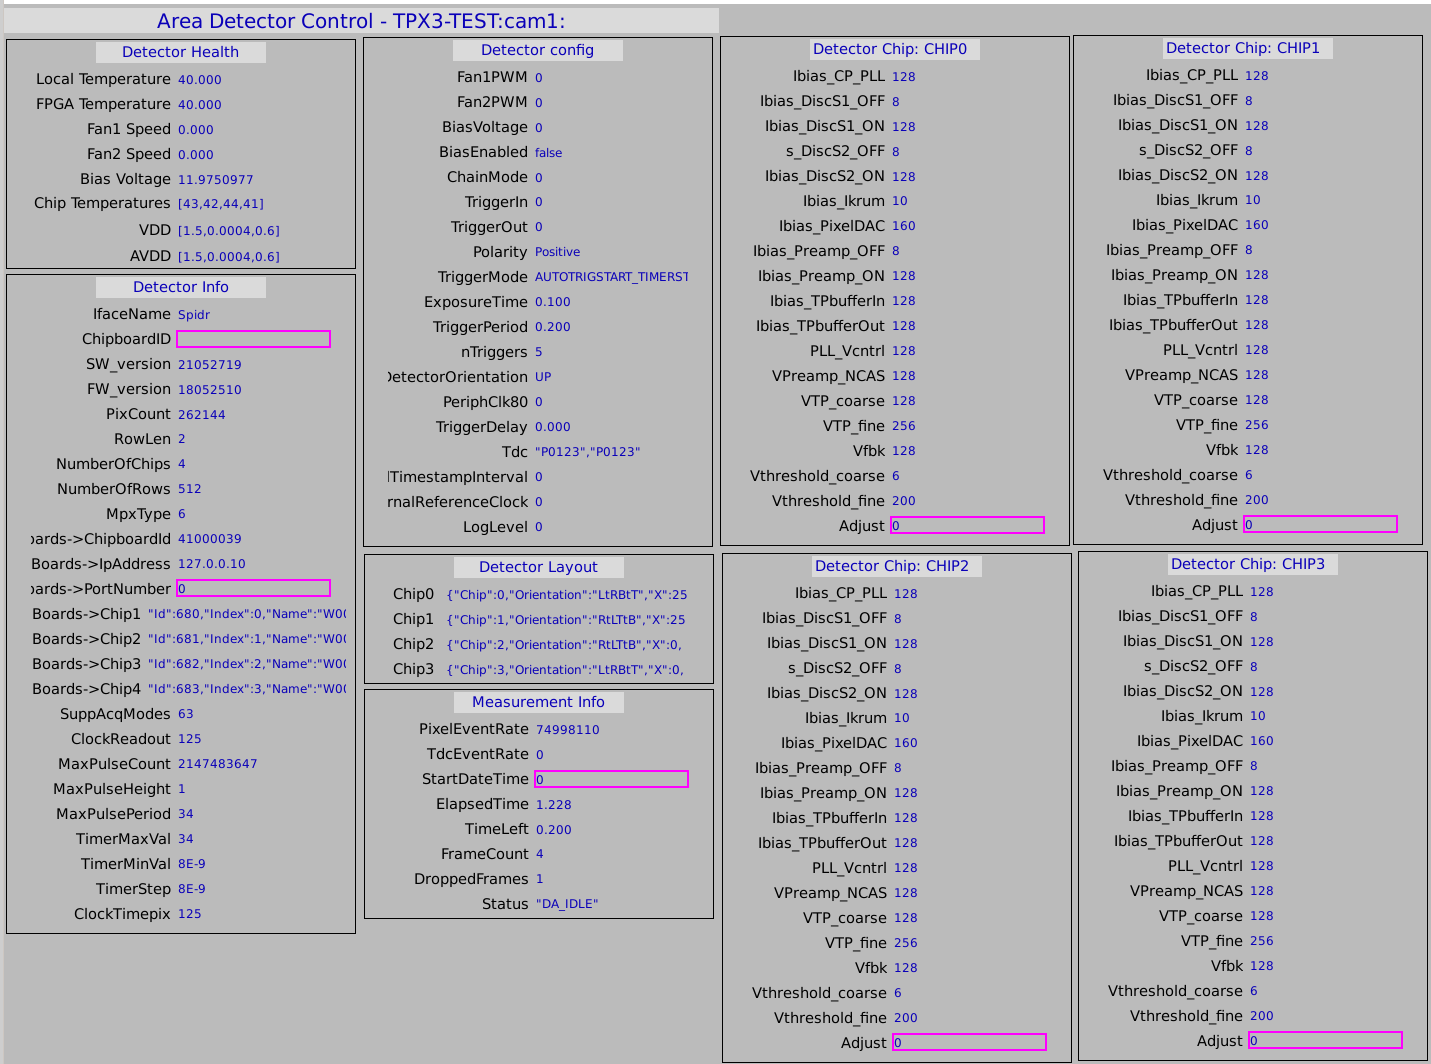 Area Detector Control - TPX3-TEST:cam1:
Detector Health
Local Temperature 40.000
FPGA Temperature 40.000
Fan1 Speed 0.000
Fan2 Speed 0.000
Bias Voltage 11.9750977
Chip Temperatures [43,42,44,41]
VDD [1.5,0.0004,0.6]
AVDD [1.5,0.0004,0.6]
Detector Info
IfaceName Spidr
ChipboardID
SW_version 21052719
FW_version 18052510
PixCount 262144
RowLen 2
NumberOfChips 4
NumberOfRows 512
MpxType 6
oards->ChipboardId 41000039
Boards->IpAddress 127.0.0.10
oards->PortNumber 0
Boards->Chip1 "Id":680,"Index":0,"Name":"W00
Boards->Chip2 "Id":681,"Index":1,"Name":"W00
Boards->Chip3 "Id":682,"Index":2,"Name":"W00
Boards->Chip4 "Id":683,"Index":3,"Name":"W00
SuppAcqModes 63
ClockReadout 125
MaxPulseCount 2147483647
MaxPulseHeight 1
MaxPulsePeriod 34
TimerMaxVal 34
TimerMinVal 8E-9
TimerStep 8E-9
ClockTimepix 125
Detector config
Fan1PWM 0
Fan2PWM 0
BiasVoltage 0
BiasEnabled false
ChainMode 0
TriggerIn 0
TriggerOut 0
Polarity Positive
TriggerMode AUTOTRIGSTART_TIMERST
ExposureTime 0.100
TriggerPeriod 0.200
nTriggers 5
DetectorOrientation UP
PeriphClk80 0
TriggerDelay 0.000
Tdc "P0123","P0123"
lTimestampInterval 0
rnalReferenceClock 0
LogLevel 0
Detector Layout
Chip0 {"Chip":0,"Orientation":"LtRBtT","X":25
Chip1 {"Chip":1,"Orientation":"RtLTtB","X":25
Chip2 {"Chip":2,"Orientation":"RtLTtB","X":0,
Chip3 {"Chip":3,"Orientation":"LtRBtT","X":0,
Measurement Info
PixelEventRate 74998110
TdcEventRate 0
StartDateTime 0
ElapsedTime 1.228
TimeLeft 0.200
FrameCount 4
DroppedFrames 1
Status "DA_IDLE"
Detector Chip: CHIP0
Ibias_CP_PLL 128
Ibias_DiscS1_OFF 8
Ibias_DiscS1_ON 128
s_DiscS2_OFF 8
Ibias_DiscS2_ON 128
Ibias_Ikrum 10
Ibias_PixelDAC 160
Ibias_Preamp_OFF 8
Ibias_Preamp_ON 128
Ibias_TPbufferIn 128
Ibias_TPbufferOut 128
PLL_Vcntrl 128
VPreamp_NCAS 128
VTP_coarse 128
VTP_fine 256
Vfbk 128
Vthreshold_coarse 6
Vthreshold_fine 200
Adjust 0
Detector Chip: CHIP1
Ibias_CP_PLL 128
Ibias_DiscS1_OFF 8
Ibias_DiscS1_ON 128
s_DiscS2_OFF 8
Ibias_DiscS2_ON 128
Ibias_Ikrum 10
Ibias_PixelDAC 160
Ibias_Preamp_OFF 8
Ibias_Preamp_ON 128
Ibias_TPbufferIn 128
Ibias_TPbufferOut 128
PLL_Vcntrl 128
VPreamp_NCAS 128
VTP_coarse 128
VTP_fine 256
Vfbk 128
Vthreshold_coarse 6
Vthreshold_fine 200
Adjust 0
Detector Chip: CHIP2
Ibias_CP_PLL 128
Ibias_DiscS1_OFF 8
Ibias_DiscS1_ON 128
s_DiscS2_OFF 8
Ibias_DiscS2_ON 128
Ibias_Ikrum 10
Ibias_PixelDAC 160
Ibias_Preamp_OFF 8
Ibias_Preamp_ON 128
Ibias_TPbufferIn 128
Ibias_TPbufferOut 128
PLL_Vcntrl 128
VPreamp_NCAS 128
VTP_coarse 128
VTP_fine 256
Vfbk 128
Vthreshold_coarse 6
Vthreshold_fine 200
Adjust 0
Detector Chip: CHIP3
Ibias_CP_PLL 128
Ibias_DiscS1_OFF 8
Ibias_DiscS1_ON 128
s_DiscS2_OFF 8
Ibias_DiscS2_ON 128
Ibias_Ikrum 10
Ibias_PixelDAC 160
Ibias_Preamp_OFF 8
Ibias_Preamp_ON 128
Ibias_TPbufferIn 128
Ibias_TPbufferOut 128
PLL_Vcntrl 128
VPreamp_NCAS 128
VTP_coarse 128
VTP_fine 256
Vfbk 128
Vthreshold_coarse 6
Vthreshold_fine 200
Adjust 0